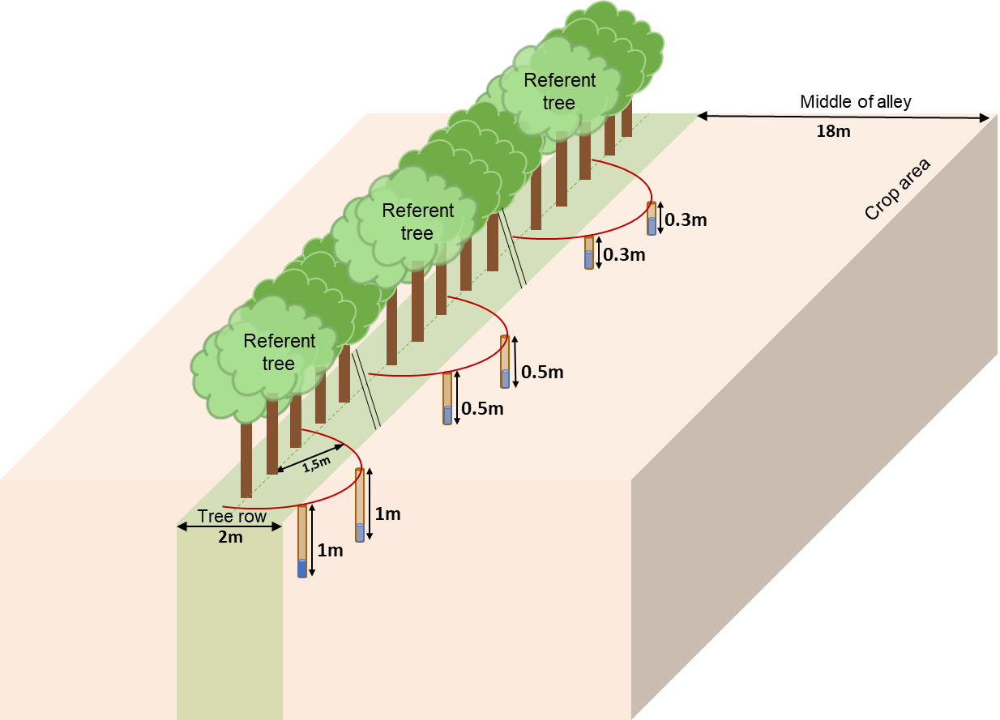 Referent
tree
Middle of alley
18m
Crop area
0.3m
0.3m
Referent
tree
0.5m
0.5m
Referent
tree
1,5m
1m
1m
Tree row
2m